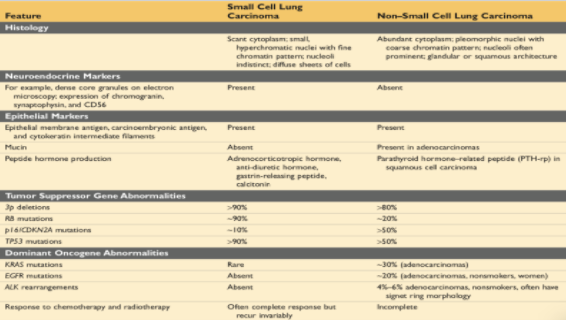 Feature
Small Cell Lung
Carcinoma
Non–Small Cell Lung Carcinoma
Histology
Scant cytoplasm; small,
hyperchromatic nuclei with fine
chromatin pattern; nucleoli
indistinct; diffuse sheets of cells
Abundant cytoplasm; pleomorphic nuclei with
coarse chromatin pattern; nucleoli often
prominent; glandular or squamous architecture
Neuroendocrine Markers
For example, dense core granules on electron
microscopy; expression of chromogranin,
synaptophysin, and CD56
Present
Absent
Epithelial Markers
Epithelial membrane antigen, carcinoembryonic antigen,
and cytokeratin intermediate filaments
Present
Present
Mucin
Absent
Present in adenocarcinomas
Peptide hormone production
Adrenocorticotropic hormone,
anti-diuretic hormone,
gastrin-releasing peptide,
calcitonin
Parathyroid hormone–related peptide (PTH-rp) in
squamous cell carcinoma
Tumor Suppressor Gene Abnormalities
3p deletions
>90%
>80%
RB mutations
~90%
~20%
p16/CDKN2A mutations
~10%
>50%
TP53 mutations
>90%
>50%
Dominant Oncogene Abnormalities
KRAS mutations
Rare
~30% (adenocarcinomas)
EGFR mutations
Absent
~20% (adenocarcinomas, nonsmokers, women)
ALK rearrangements
Absent
4%–6% adenocarcinomas, nonsmokers, often have
signet ring morphology
Response to chemotherapy and radiotherapy
Often complete response but
recur invariably
Incomplete